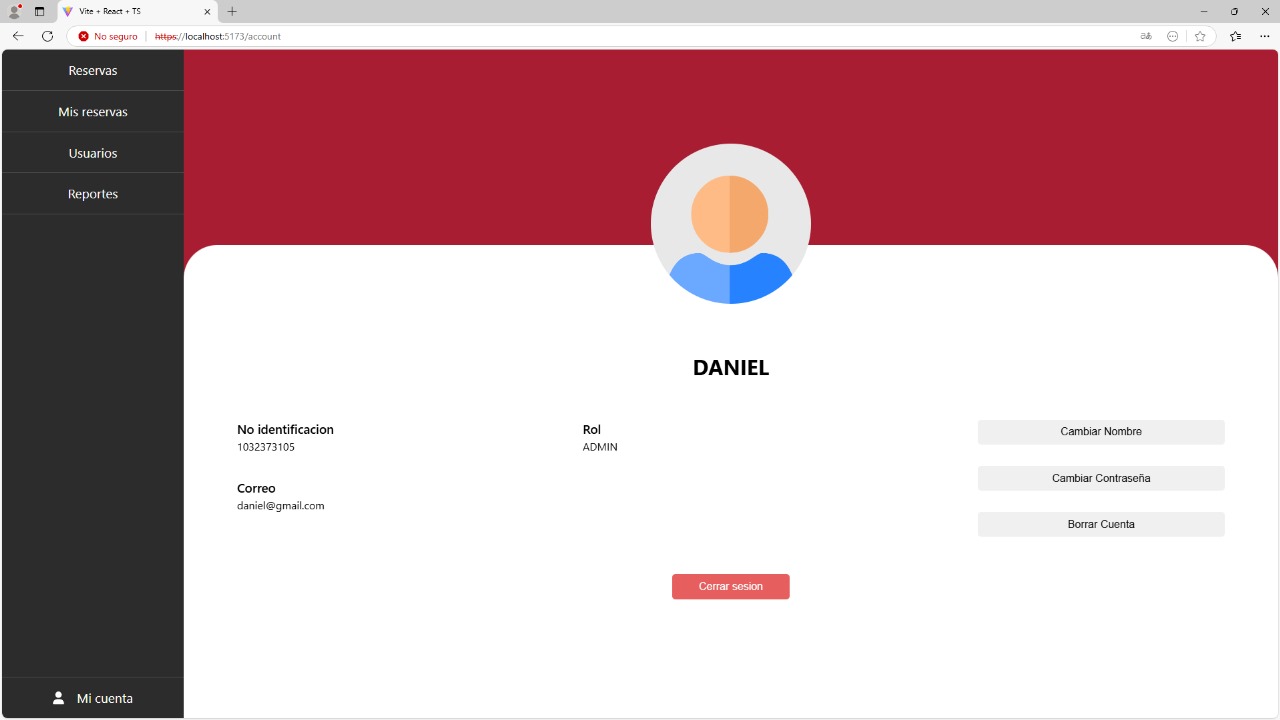 Vite + React + TS
No seguro
https://localhost:5173/account
Reservas
Mis reservas
Usuarios
Reportes
Mi cuenta
DANIEL
No identificacion
1032373105
Correo
daniel@gmail.com
Rol
ADMIN
Cambiar Nombre
Cambiar Contraseña
Borrar Cuenta
Cerrar sesion